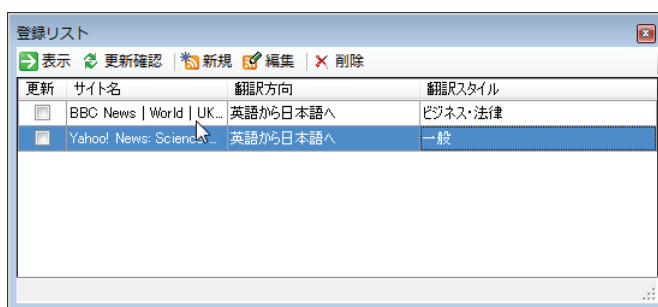 登録リスト
表示 更新確認 新規 編集 削除
更新 サイト名 翻訳方向 翻訳スタイル
BBC News | World | UK... 英語から日本語へ ビジネス・法律
Yahoo! News: Science... 英語から日本語へ 一般